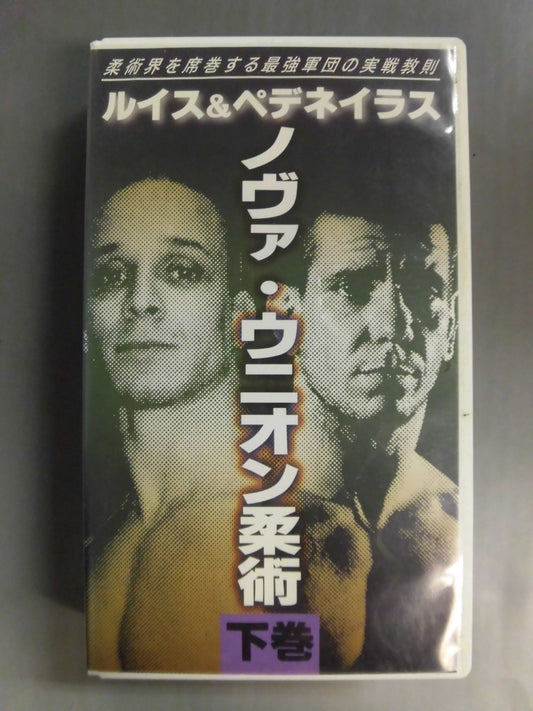 柔術界を席巻する最強軍団の実戦教則
ルイス&ペデネイラス
ノヴァ・ウニオン柔術
下巻